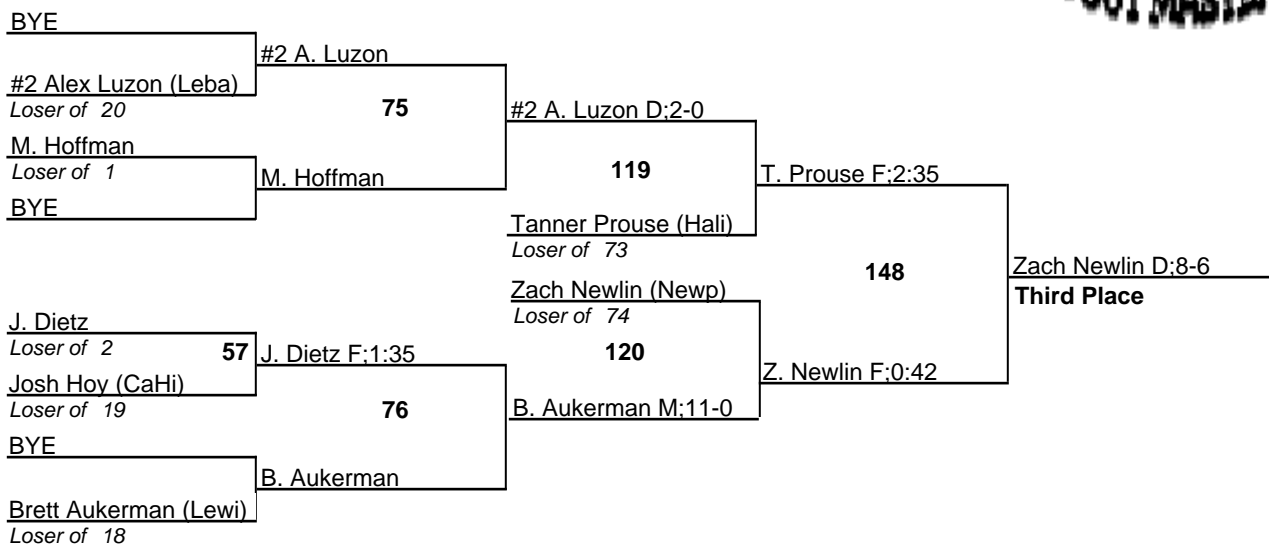 BYE
#2 A. Luzon
#2 Alex Luzon (Leba)
Loser of 20
75
#2 A. Luzon D;2-0
M. Hoffman
Loser of 1
M. Hoffman
119
T. Prouse F;2:35
BYE
Tanner Prouse (Hali)
Loser of 73
148
Zach Newlin D;8-6
Third Place
Zach Newlin (Newp)
Loser of 74
J. Dietz
Loser of 2
57
J. Dietz F;1:35
120
Josh Hoy (CaHi)
Loser of 19
Z. Newlin F;0:42
76
B. Aukerman M;11-0
BYE
B. Aukerman
Brett Aukerman (Lewi)
Loser of 18